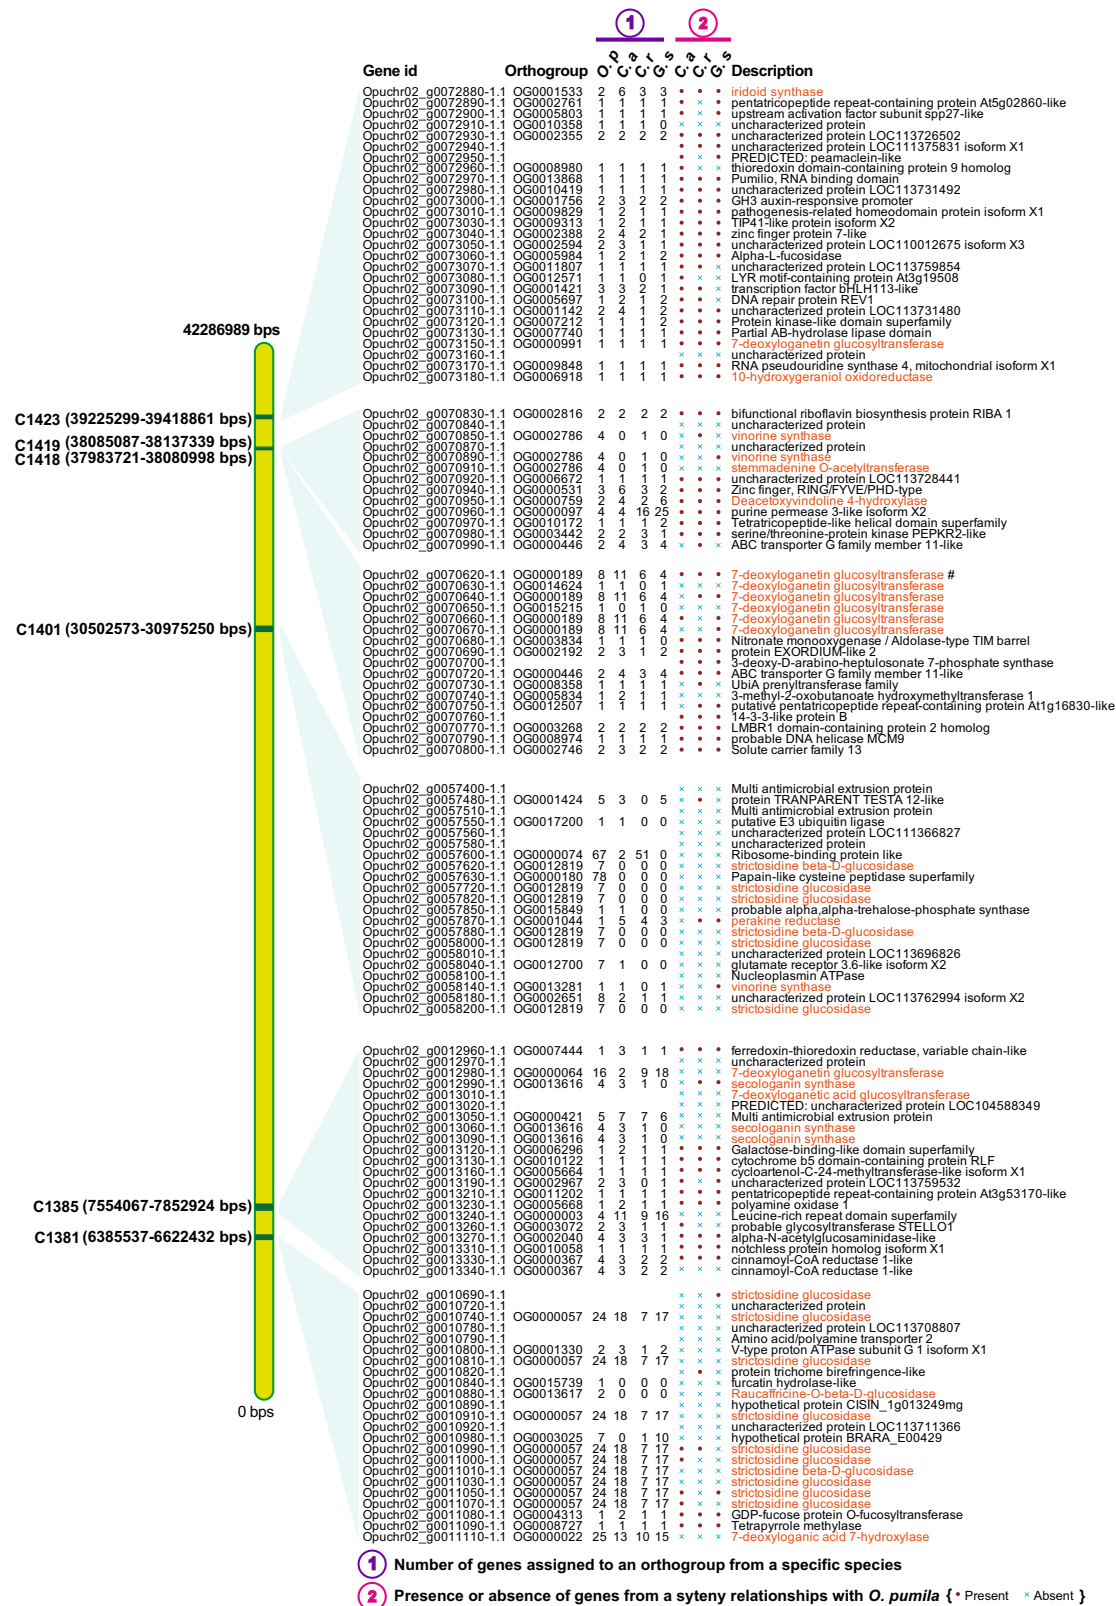 1 2
Gene id Orthogroup O. p C. a C. r G. s C. a C. r G. s Description
Opuchr02_g0072880-1.1 OG0001533 2 6 3 3 • • • iridoid synthase
Opuchr02_g0072890-1.1 OG0002761 1 1 1 1 • × • pentatricopeptide repeat-containing protein At5g02860-like
Opuchr02_g0072900-1.1 OG0005803 1 1 1 1 • × • upstream activation factor subunit spp27-like
Opuchr02_g0072910-1.1 OG0010358 1 1 1 0 × × × uncharacterized protein
Opuchr02_g0072930-1.1 OG0002355 2 2 2 2 • • • uncharacterized protein LOC113726502
Opuchr02_g0072940-1.1 • • • uncharacterized protein LOC111375831 isoform X1
Opuchr02_g0072950-1.1 • × • PREDICTED: peamaclein-like
Opuchr02_g0072960-1.1 OG0008980 1 1 1 1 • × × thioredoxin domain-containing protein 9 homolog
Opuchr02_g0072970-1.1 OG0013868 1 1 1 1 • • • Pumilio, RNA binding domain
Opuchr02_g0072980-1.1 OG0010419 1 1 1 1 • • • uncharacterized protein LOC113731492
Opuchr02_g0073000-1.1 OG0001756 2 3 2 2 • • • GH3 auxin-responsive promoter
Opuchr02_g0073010-1.1 OG0009829 1 2 1 1 • • • pathogenesis-related homeodomain protein isoform X1
Opuchr02_g0073030-1.1 OG0009313 1 2 1 1 • • • TIP41-like protein isoform X2
Opuchr02_g0073040-1.1 OG0002388 2 4 2 1 • • • zinc finger protein 7-like
Opuchr02_g0073050-1.1 OG0002594 2 3 1 1 • • • uncharacterized protein LOC110012675 isoform X3
Opuchr02_g0073060-1.1 OG0005984 1 2 1 2 • • • Alpha-L-fucosidase
Opuchr02_g0073070-1.1 OG0011807 1 1 1 1 • • × uncharacterized protein LOC113759854
Opuchr02_g0073080-1.1 OG0012571 1 1 0 1 • × × LYR motif-containing protein At3g19508
Opuchr02_g0073090-1.1 OG0001421 3 3 2 1 • • × transcription factor bHLH113-like
Opuchr02_g0073100-1.1 OG0005697 1 2 1 2 • • × DNA repair protein REV1
Opuchr02_g0073110-1.1 OG0001142 2 4 1 2 • • • uncharacterized protein LOC113731480
Opuchr02_g0073120-1.1 OG0007212 1 1 1 2 • • • Protein kinase-like domain superfamily
Opuchr02_g0073130-1.1 OG0007740 1 1 1 1 • • • Partial AB-hydrolase lipase domain
Opuchr02_g0073150-1.1 OG0000991 1 1 1 1 • • • 7-deoxyloganetin glucosyltransferase
Opuchr02_g0073160-1.1 × × × uncharacterized protein
Opuchr02_g0073170-1.1 OG0009848 1 1 1 1 • • • RNA pseudouridine synthase 4, mitochondrial isoform X1
Opuchr02_g0073180-1.1 OG0006918 1 1 1 1 • • • 10-hydroxygeraniol oxidoreductase
42286989 bps
C1423 (39225299-39418861 bps)
C1419 (38085087-38137339 bps)
C1418 (37983721-38080998 bps)
Opuchr02_g0070830-1.1 OG0002816 2 2 2 2 • • • bifunctional riboflavin biosynthesis protein RIBA 1
Opuchr02_g0070840-1.1 × × × uncharacterized protein
Opuchr02_g0070850-1.1 OG0002786 4 0 1 0 × • × vinorine synthase
Opuchr02_g0070870-1.1 × × × uncharacterized protein
Opuchr02_g0070890-1.1 OG0002786 4 0 1 0 × × • vinorine synthase
Opuchr02_g0070910-1.1 OG0002786 4 0 1 0 × × × stemmadenine O-acetyltransferase
Opuchr02_g0070920-1.1 OG0006672 1 1 1 1 • • • uncharacterized protein LOC113728441
Opuchr02_g0070940-1.1 OG0000531 3 6 3 2 • • • Zinc finger, RING/FYVE/PHD-type
Opuchr02_g0070950-1.1 OG0000759 2 4 2 6 • • • Deacetoxyvindoline 4-hydroxylase
Opuchr02_g0070960-1.1 OG0000097 4 4 16 25 • • • purine permease 3-like isoform X2
Opuchr02_g0070970-1.1 OG0010172 1 1 1 2 • • • Tetratricopeptide-like helical domain superfamily
Opuchr02_g0070980-1.1 OG0003442 2 2 3 1 • • • serine/threonine-protein kinase PEPKR2-like
Opuchr02_g0070990-1.1 OG0000446 2 4 3 4 × • × ABC transporter G family member 11-like
Opuchr02_g0070620-1.1 OG0000189 8 11 6 4 • • • 7-deoxyloganetin glucosyltransferase #
Opuchr02_g0070630-1.1 OG0014624 1 1 0 1 × × × 7-deoxyloganetin glucosyltransferase
Opuchr02_g0070640-1.1 OG0000189 8 11 6 4 × • • 7-deoxyloganetin glucosyltransferase
Opuchr02_g0070650-1.1 OG0015215 1 0 1 0 × × × 7-deoxyloganetin glucosyltransferase
Opuchr02_g0070660-1.1 OG0000189 8 11 6 4 • × • 7-deoxyloganetin glucosyltransferase
Opuchr02_g0070670-1.1 OG0000189 8 11 6 4 × × × 7-deoxyloganetin glucosyltransferase
Opuchr02_g0070680-1.1 OG0003834 1 1 1 0 • • • Nitronate monooxygenase / Aldolase-type TIM barrel
Opuchr02_g0070690-1.1 OG0002192 2 3 1 2 • • • protein EXORDIUM-like 2
Opuchr02_g0070700-1.1 • • • 3-deoxy-D-arabino-heptulosonate 7-phosphate synthase
Opuchr02_g0070720-1.1 OG0000446 2 4 3 4 • • • ABC transporter G family member 11-like
Opuchr02_g0070730-1.1 OG0008358 1 1 1 1 × • × UbiA prenyltransferase family
Opuchr02_g0070740-1.1 OG0005834 1 2 1 1 × × × 3-methyl-2-oxobutanoate hydroxymethyltransferase 1
Opuchr02_g0070750-1.1 OG0012507 1 1 1 1 × • × putative pentatricopeptide repeat-containing protein At1g16830-like
Opuchr02_g0070760-1.1 • • • 14-3-3-like protein B
Opuchr02_g0070770-1.1 OG0003268 2 2 2 2 • • • LMBR1 domain-containing protein 2 homolog
Opuchr02_g0070790-1.1 OG0008974 1 1 1 1 • • • probable DNA helicase MCM9
Opuchr02_g0070800-1.1 OG0002746 2 3 2 2 • • • Solute carrier family 13
C1401 (30502573-30975250 bps)
Opuchr02_g0057400-1.1 × × × Multi antimicrobial extrusion protein
Opuchr02_g0057480-1.1 OG0001424 5 3 0 5 × • × protein TRANPARENT TESTA 12-like
Opuchr02_g0057510-1.1 × × × Multi antimicrobial extrusion protein
Opuchr02_g0057550-1.1 OG0017200 1 1 0 0 × × × putative E3 ubiquitin ligase
Opuchr02_g0057560-1.1 × × × uncharacterized protein LOC111366827
Opuchr02_g0057580-1.1 × × × uncharacterized protein
Opuchr02_g0057600-1.1 OG0000074 67 2 51 0 × × × Ribosome-binding protein like
Opuchr02_g0057620-1.1 OG0012819 7 0 0 0 × × × strictosidine beta-D-glucosidase
Opuchr02_g0057630-1.1 OG0000180 78 0 0 0 × × × Papain-like cysteine peptidase superfamily
Opuchr02_g0057720-1.1 OG0012819 7 0 0 0 × × × strictosidine glucosidase
Opuchr02_g0057820-1.1 OG0012819 7 0 0 0 × × × strictosidine glucosidase
Opuchr02_g0057850-1.1 OG0015849 1 1 0 0 × × × probable alpha,alpha-trehalose-phosphate synthase
Opuchr02_g0057870-1.1 OG0001044 1 5 4 3 × • • perakine reductase
Opuchr02_g0057880-1.1 OG0012819 7 0 0 0 × × × strictosidine beta-D-glucosidase
Opuchr02_g0058000-1.1 OG0012819 7 0 0 0 × × × strictosidine glucosidase
Opuchr02_g0058010-1.1 × × × uncharacterized protein LOC113696826
Opuchr02_g0058040-1.1 OG0012700 7 1 0 0 × × × glutamate receptor 3.6-like isoform X2
Opuchr02_g0058100-1.1 × × × Nucleoplasmin ATPase
Opuchr02_g0058140-1.1 OG0013281 1 1 0 1 × × • vinorine synthase
Opuchr02_g0058180-1.1 OG0002651 8 2 1 1 × × × uncharacterized protein LOC113762994 isoform X2
Opuchr02_g0058200-1.1 OG0012819 7 0 0 0 × × × strictosidine glucosidase
Opuchr02_g0012960-1.1 OG0007444 1 3 1 1 • • • ferredoxin-thioredoxin reductase, variable chain-like
Opuchr02_g0012970-1.1 × × × uncharacterized protein
Opuchr02_g0012980-1.1 OG0000064 16 2 9 18 × × × 7-deoxyloganetin glucosyltransferase
Opuchr02_g0012990-1.1 OG0013616 4 3 1 0 × • • secologanin synthase
Opuchr02_g0013010-1.1 × × × 7-deoxyloganetic acid glucosyltransferase
Opuchr02_g0013020-1.1 × × × PREDICTED: uncharacterized protein LOC104588349
Opuchr02_g0013050-1.1 OG0000421 5 7 7 6 × × × Multi antimicrobial extrusion protein
Opuchr02_g0013060-1.1 OG0013616 4 3 1 0 × × × secologanin synthase
Opuchr02_g0013090-1.1 OG0013616 4 3 1 0 × × × secologanin synthase
Opuchr02_g0013120-1.1 OG0006296 1 2 1 1 • • • Galactose-binding-like domain superfamily
Opuchr02_g0013130-1.1 OG0010122 1 1 1 1 • • • cytochrome b5 domain-containing protein RLF
Opuchr02_g0013160-1.1 OG0005664 1 1 1 1 • • • cycloartenol-C-24-methyltransferase-like isoform X1
Opuchr02_g0013190-1.1 OG0002967 2 3 0 1 × • • uncharacterized protein LOC113759532
Opuchr02_g0013210-1.1 OG0011202 1 1 1 1 • • • pentatricopeptide repeat-containing protein At3g53170-like
Opuchr02_g0013230-1.1 OG0005668 1 2 1 1 • • • polyamine oxidase 1
Opuchr02_g0013240-1.1 OG0000003 4 11 9 16 × × × Leucine-rich repeat domain superfamily
Opuchr02_g0013260-1.1 OG0003072 2 3 1 1 • × • probable glycosyltransferase STELLO1
Opuchr02_g0013270-1.1 OG0002040 4 3 3 1 • • • alpha-N-acetylglucosaminidase-like
Opuchr02_g0013310-1.1 OG0010058 1 1 1 1 • • • notchless protein homolog isoform X1
Opuchr02_g0013330-1.1 OG0000367 4 3 2 2 • • • cinnamoyl-CoA reductase 1-like
Opuchr02_g0013340-1.1 OG0000367 4 3 2 2 × × × cinnamoyl-CoA reductase 1-like
C1385 (7554067-7852924 bps)
C1381 (6385537-6622432 bps)
Opuchr02_g0010690-1.1 × × • strictosidine glucosidase
Opuchr02_g0010720-1.1 × × × uncharacterized protein
Opuchr02_g0010740-1.1 OG0000057 24 18 7 17 × × × strictosidine glucosidase
Opuchr02_g0010780-1.1 × × × uncharacterized protein LOC113708807
Opuchr02_g0010790-1.1 × × × Amino acid/polyamine transporter 2
Opuchr02_g0010800-1.1 OG0001330 2 3 1 2 × × × V-type proton ATPase subunit G 1 isoform X1
Opuchr02_g0010810-1.1 OG0000057 24 18 7 17 × × × strictosidine glucosidase
Opuchr02_g0010820-1.1 × • × protein trichome birefringence-like
Opuchr02_g0010840-1.1 OG0015739 1 0 0 0 × × × furcatin hydrolase-like
Opuchr02_g0010880-1.1 OG0013617 2 0 0 0 × × × Raucaffricine-O-beta-D-glucosidase
Opuchr02_g0010890-1.1 × × × hypothetical protein CISIN_1g013249mg
Opuchr02_g0010910-1.1 OG0000057 24 18 7 17 × × × strictosidine glucosidase
Opuchr02_g0010920-1.1 × × × uncharacterized protein LOC113711366
Opuchr02_g0010980-1.1 OG0003025 7 0 1 10 × × × hypothetical protein BRARA_E00429
Opuchr02_g0010990-1.1 OG0000057 24 18 7 17 • • × strictosidine glucosidase
Opuchr02_g0011000-1.1 OG0000057 24 18 7 17 • × × strictosidine glucosidase
Opuchr02_g0011010-1.1 OG0000057 24 18 7 17 × × × strictosidine beta-D-glucosidase
Opuchr02_g0011030-1.1 OG0000057 24 18 7 17 × × × strictosidine glucosidase
Opuchr02_g0011050-1.1 OG0000057 24 18 7 17 • × • strictosidine glucosidase
Opuchr02_g0011070-1.1 OG0000057 24 18 7 17 • × × strictosidine glucosidase
Opuchr02_g0011080-1.1 OG0004313 1 2 1 1 • • • GDP-fucose protein O-fucosyltransferase
Opuchr02_g0011090-1.1 OG0008727 1 1 1 1 • • • Tetrapyrrole methylase
Opuchr02_g0011110-1.1 OG0000022 25 13 10 15 × × × 7-deoxyloganic acid 7-hydroxylase
0 bps
1 Number of genes assigned to an orthogroup from a specific species
2 Presence or absence of genes from a syteny relationships with O. pumila { • Present × Absent }